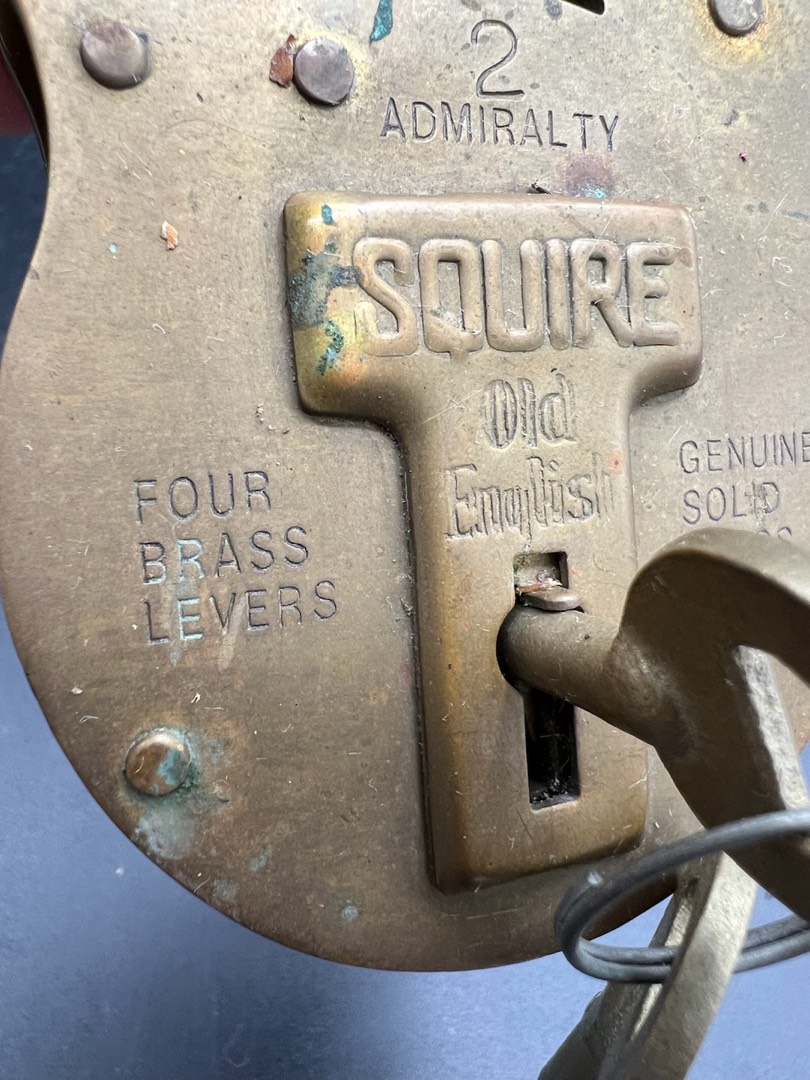 2
ADMIRALTY
SQUIRE
Old
English
FOUR
BRASS
LEVERS
GENUINE
SOLID